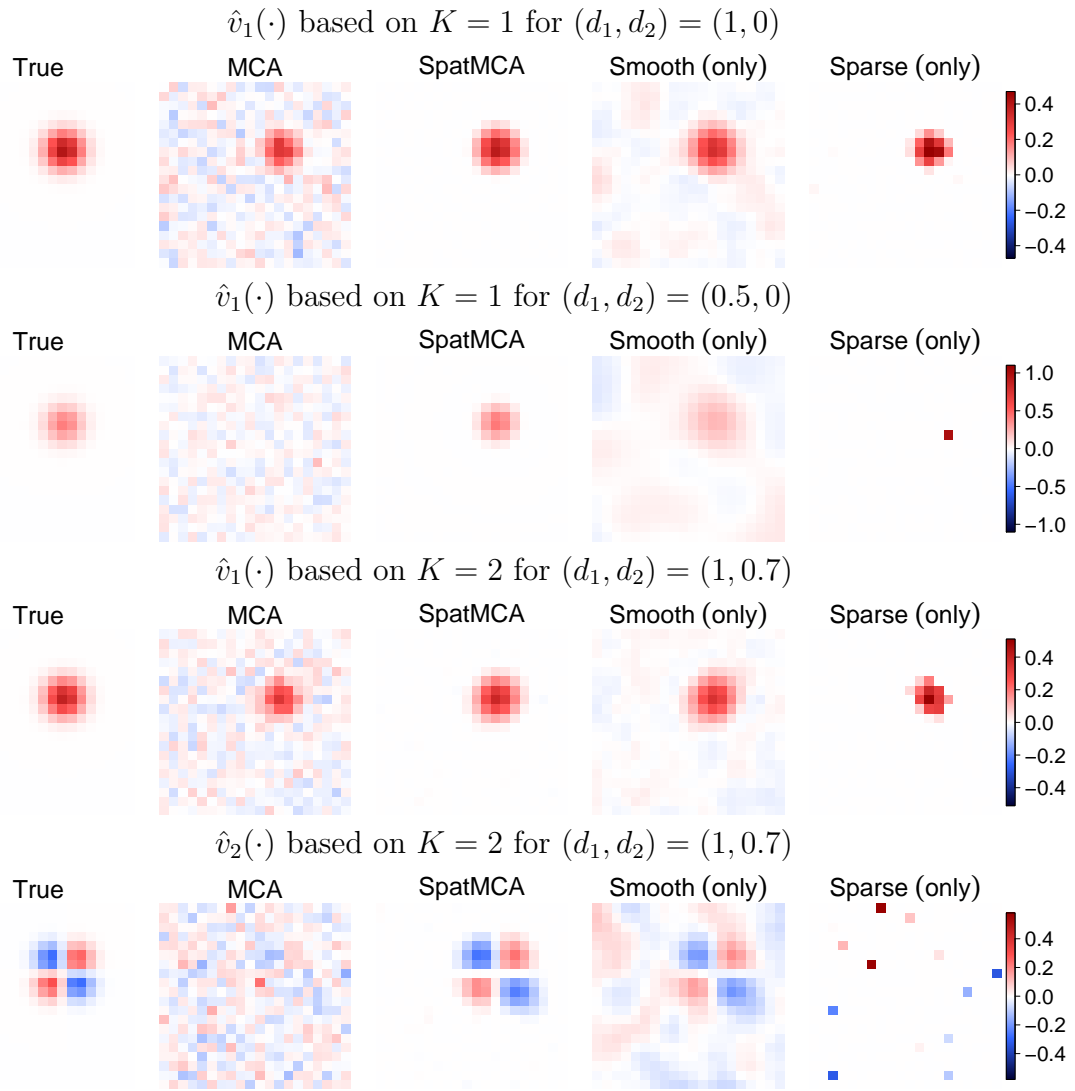 v̂₁(·) based on K = 1 for (d₁, d₂) = (1, 0)
True MCA SpatMCA Smooth (only) Sparse (only)
0.4
0.2
0.0
−0.2
−0.4
v̂₁(·) based on K = 1 for (d₁, d₂) = (0.5, 0)
True MCA SpatMCA Smooth (only) Sparse (only)
1.0
0.5
0.0
−0.5
−1.0
v̂₁(·) based on K = 2 for (d₁, d₂) = (1, 0.7)
True MCA SpatMCA Smooth (only) Sparse (only)
0.4
0.2
0.0
−0.2
−0.4
v̂₂(·) based on K = 2 for (d₁, d₂) = (1, 0.7)
True MCA SpatMCA Smooth (only) Sparse (only)
0.4
0.2
0.0
−0.2
−0.4